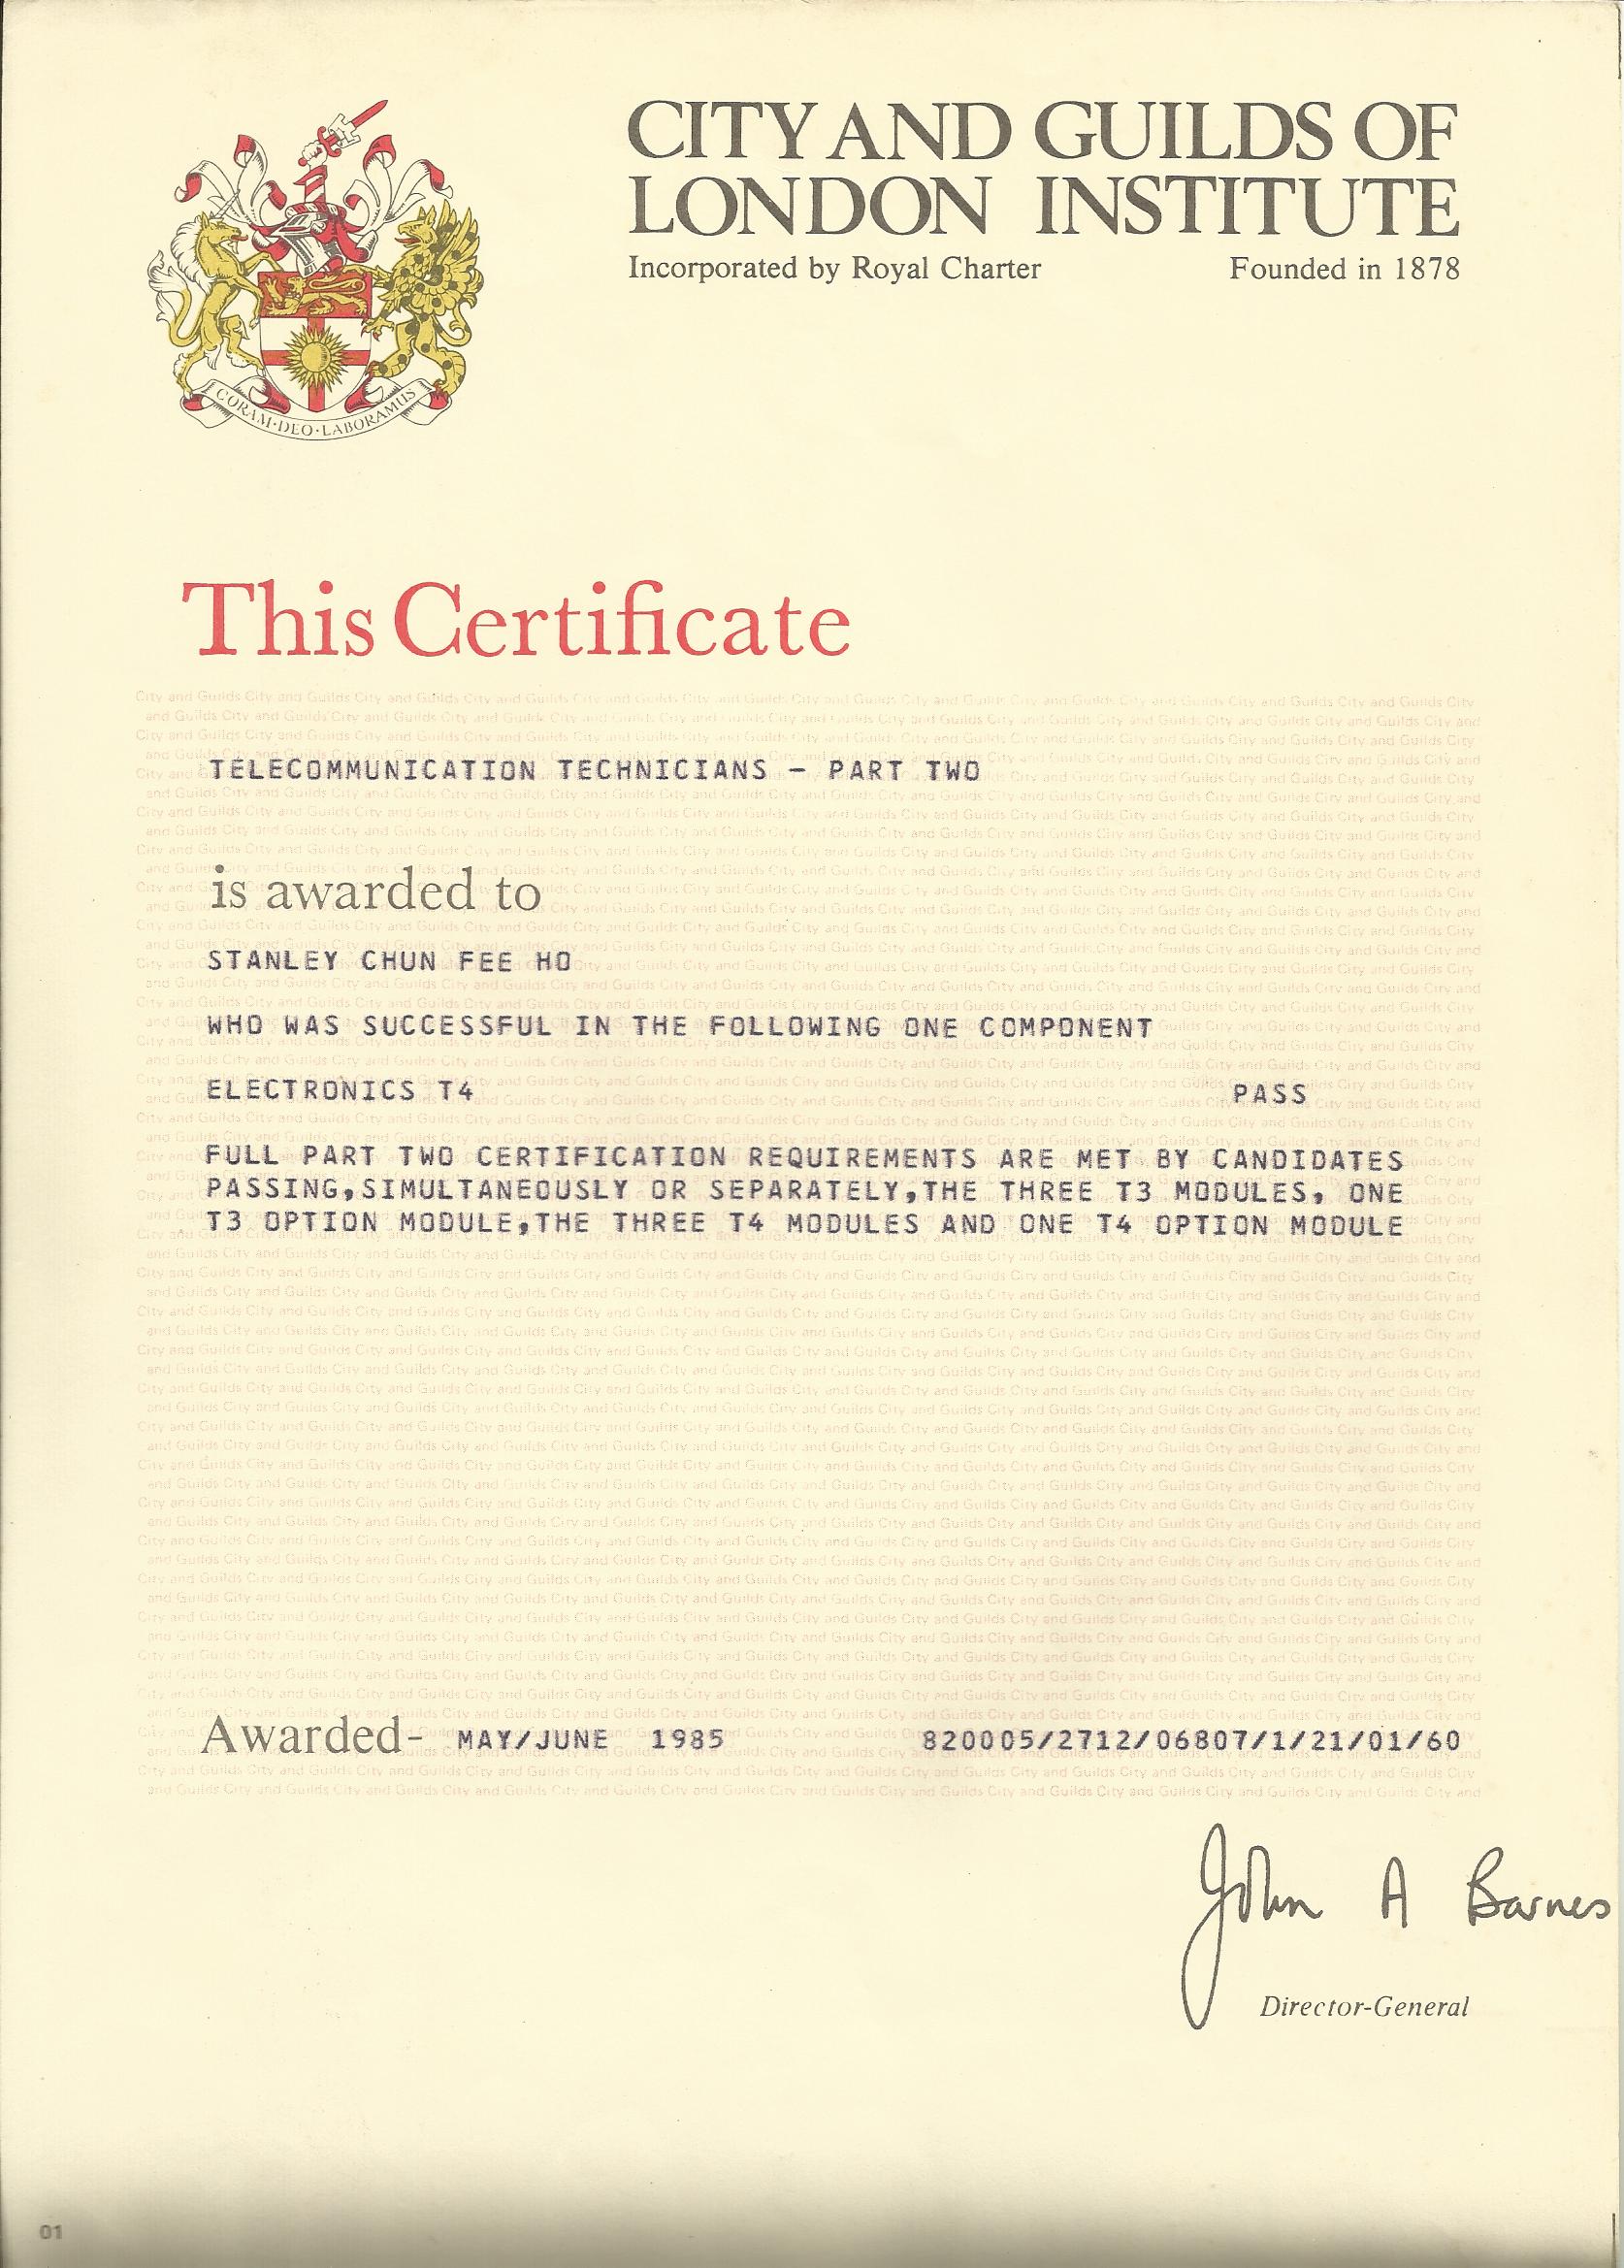 CITY AND GUILDS OF
LONDON INSTITUTE
Incorporated by Royal Charter Founded in 1878
CORAM·DEO·LABORAMUS
This Certificate
TELECOMMUNICATION TECHNICIANS - PART TWO
is awarded to
STANLEY CHUN FEE HO
WHO WAS SUCCESSFUL IN THE FOLLOWING ONE COMPONENT
ELECTRONICS T4 PASS
FULL PART TWO CERTIFICATION REQUIREMENTS ARE MET BY CANDIDATES
PASSING,SIMULTANEOUSLY OR SEPARATELY,THE THREE T3 MODULES, ONE
T3 OPTION MODULE,THE THREE T4 MODULES AND ONE T4 OPTION MODULE
Awarded- MAY/JUNE 1985 820005/2712/06807/1/21/01/60
John A Barnes
Director-General
01